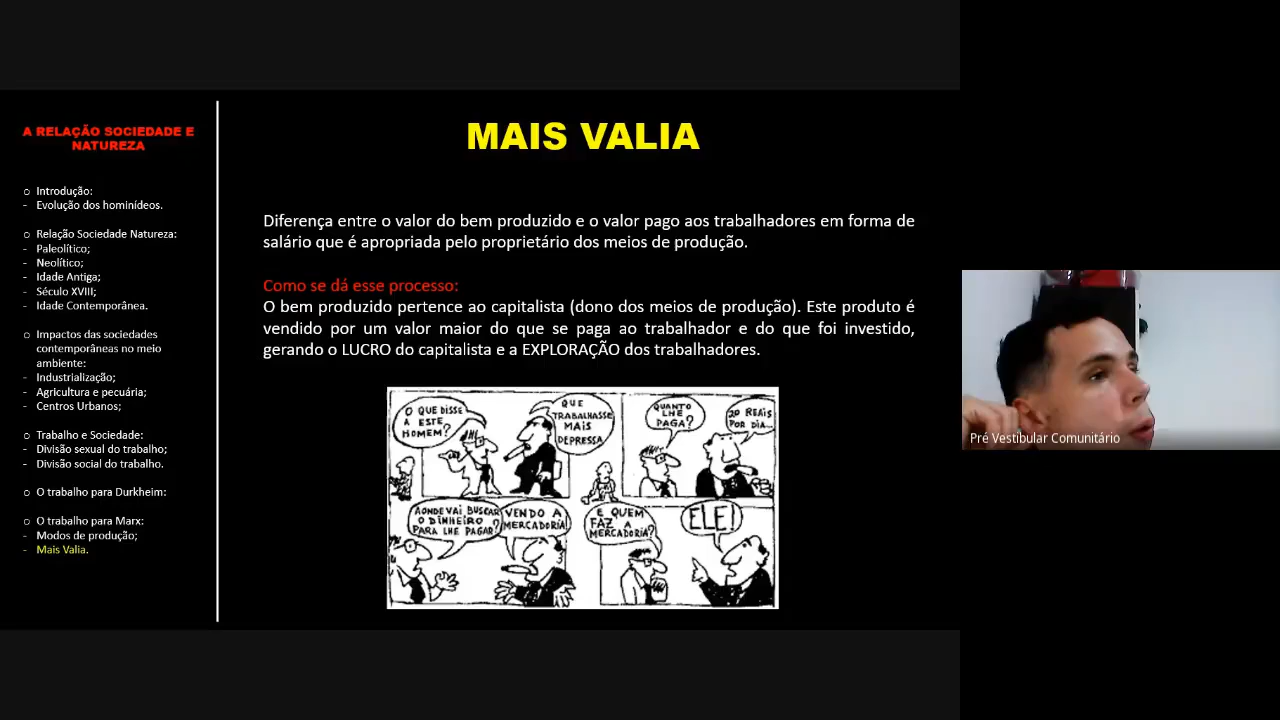 A RELAÇÃO SOCIEDADE E
NATUREZA
o Introdução:
- Evolução dos hominídeos.
o Relação Sociedade Natureza:
- Paleolítico;
- Neolítico;
- Idade Antiga;
- Século XVIII;
- Idade Contemporânea.
o Impactos das sociedades
contemporâneas no meio
ambiente:
- Industrialização;
- Agricultura e pecuária;
- Centros Urbanos;
o Trabalho e Sociedade:
- Divisão sexual do trabalho;
- Divisão social do trabalho.
o O trabalho para Durkheim:
o O trabalho para Marx:
- Modos de produção;
- Mais Valia.
MAIS VALIA
Diferença entre o valor do bem produzido e o valor pago aos trabalhadores em forma de
salário que é apropriada pelo proprietário dos meios de produção.
Como se dá esse processo:
O bem produzido pertence ao capitalista (dono dos meios de produção). Este produto é
vendido por um valor maior do que se paga ao trabalhador e do que foi investido,
gerando o LUCRO do capitalista e a EXPLORAÇÃO dos trabalhadores.
O QUE DISSE
A ESTE
HOMEM?
QUE
TRABALHASSE
MAIS
DEPRESSA
QUANTO
LHE
PAGA?
20 REAIS
POR DIA...
AONDE VAI BUSCAR
O DINHEIRO
PARA LHE PAGAR?
VENDO A
MERCADORIA!
E QUEM
FAZ A
MERCADORIA?
ELE!
Pré Vestibular Comunitário